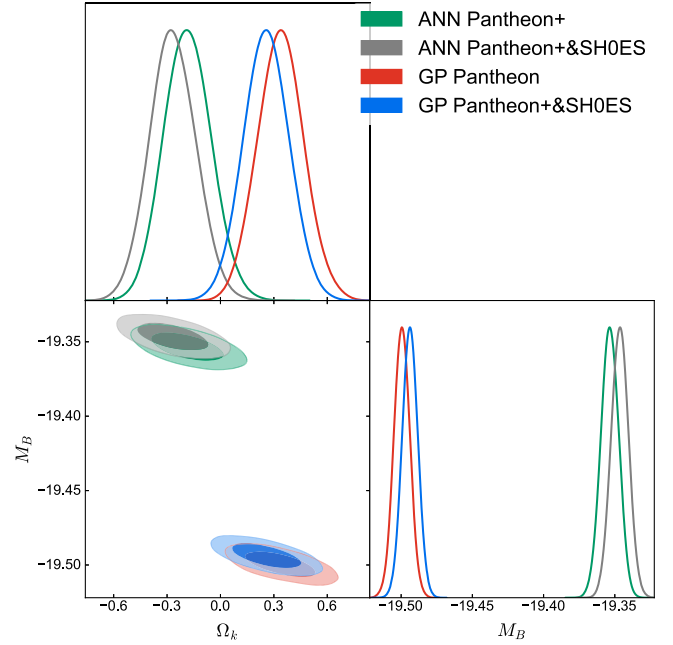 ANN Pantheon+
ANN Pantheon+&SH0ES
GP Pantheon
GP Pantheon+&SH0ES
−19.35
−19.40
−19.45
−19.50
M_B
−0.6 −0.3 0.0 0.3 0.6
Ω_k
−19.50 −19.45 −19.40 −19.35
M_B